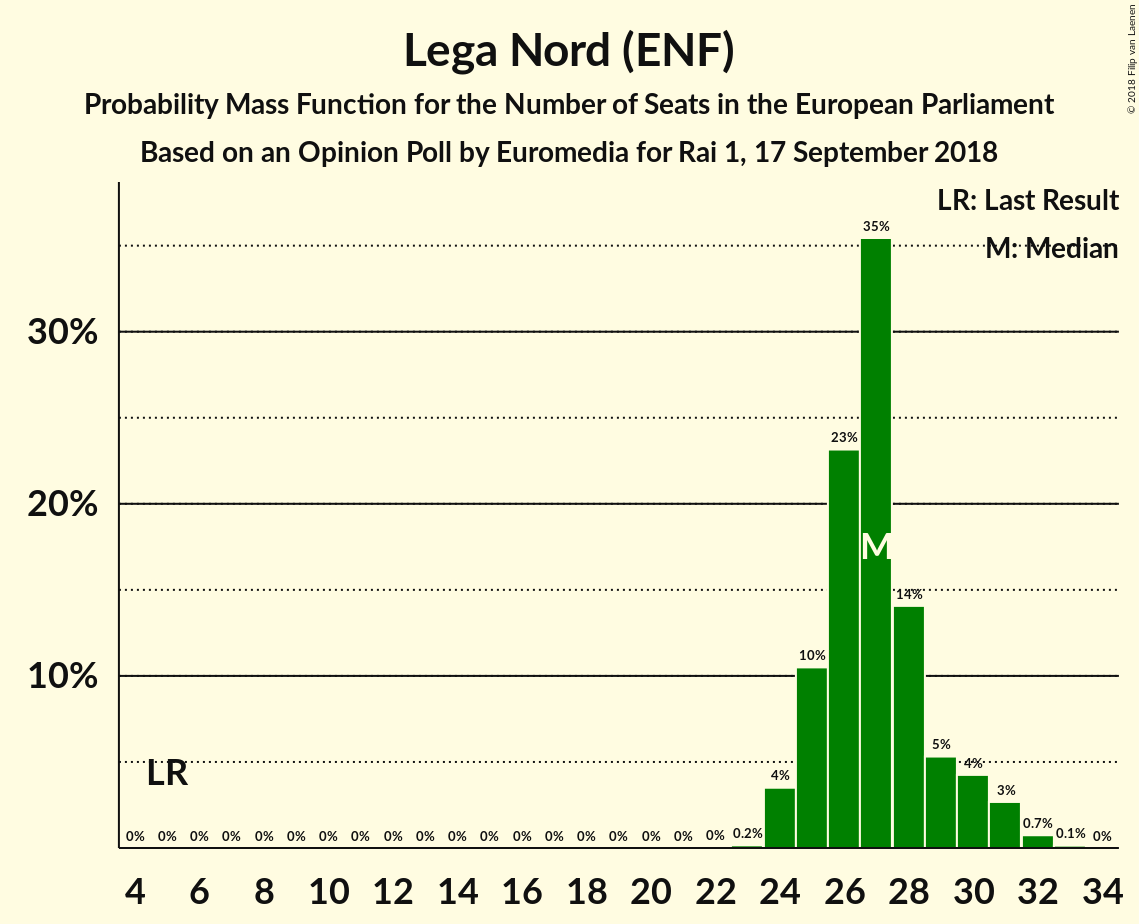 Lega Nord (ENF)
Probability Mass Function for the Number of Seats in the European Parliament
Based on an Opinion Poll by Euromedia for Rai 1, 17 September 2018
© 2018 Filip van Laenen
LR: Last Result
M: Median
35%
30%
23%
20%
M
14%
10%
10%
5%
4%
4%
3%
LR
0.7%
0% 0% 0% 0% 0% 0% 0% 0% 0% 0% 0% 0% 0% 0% 0% 0% 0% 0% 0% 0.2% 0.1% 0%
4 6 8 10 12 14 16 18 20 22 24 26 28 30 32 34